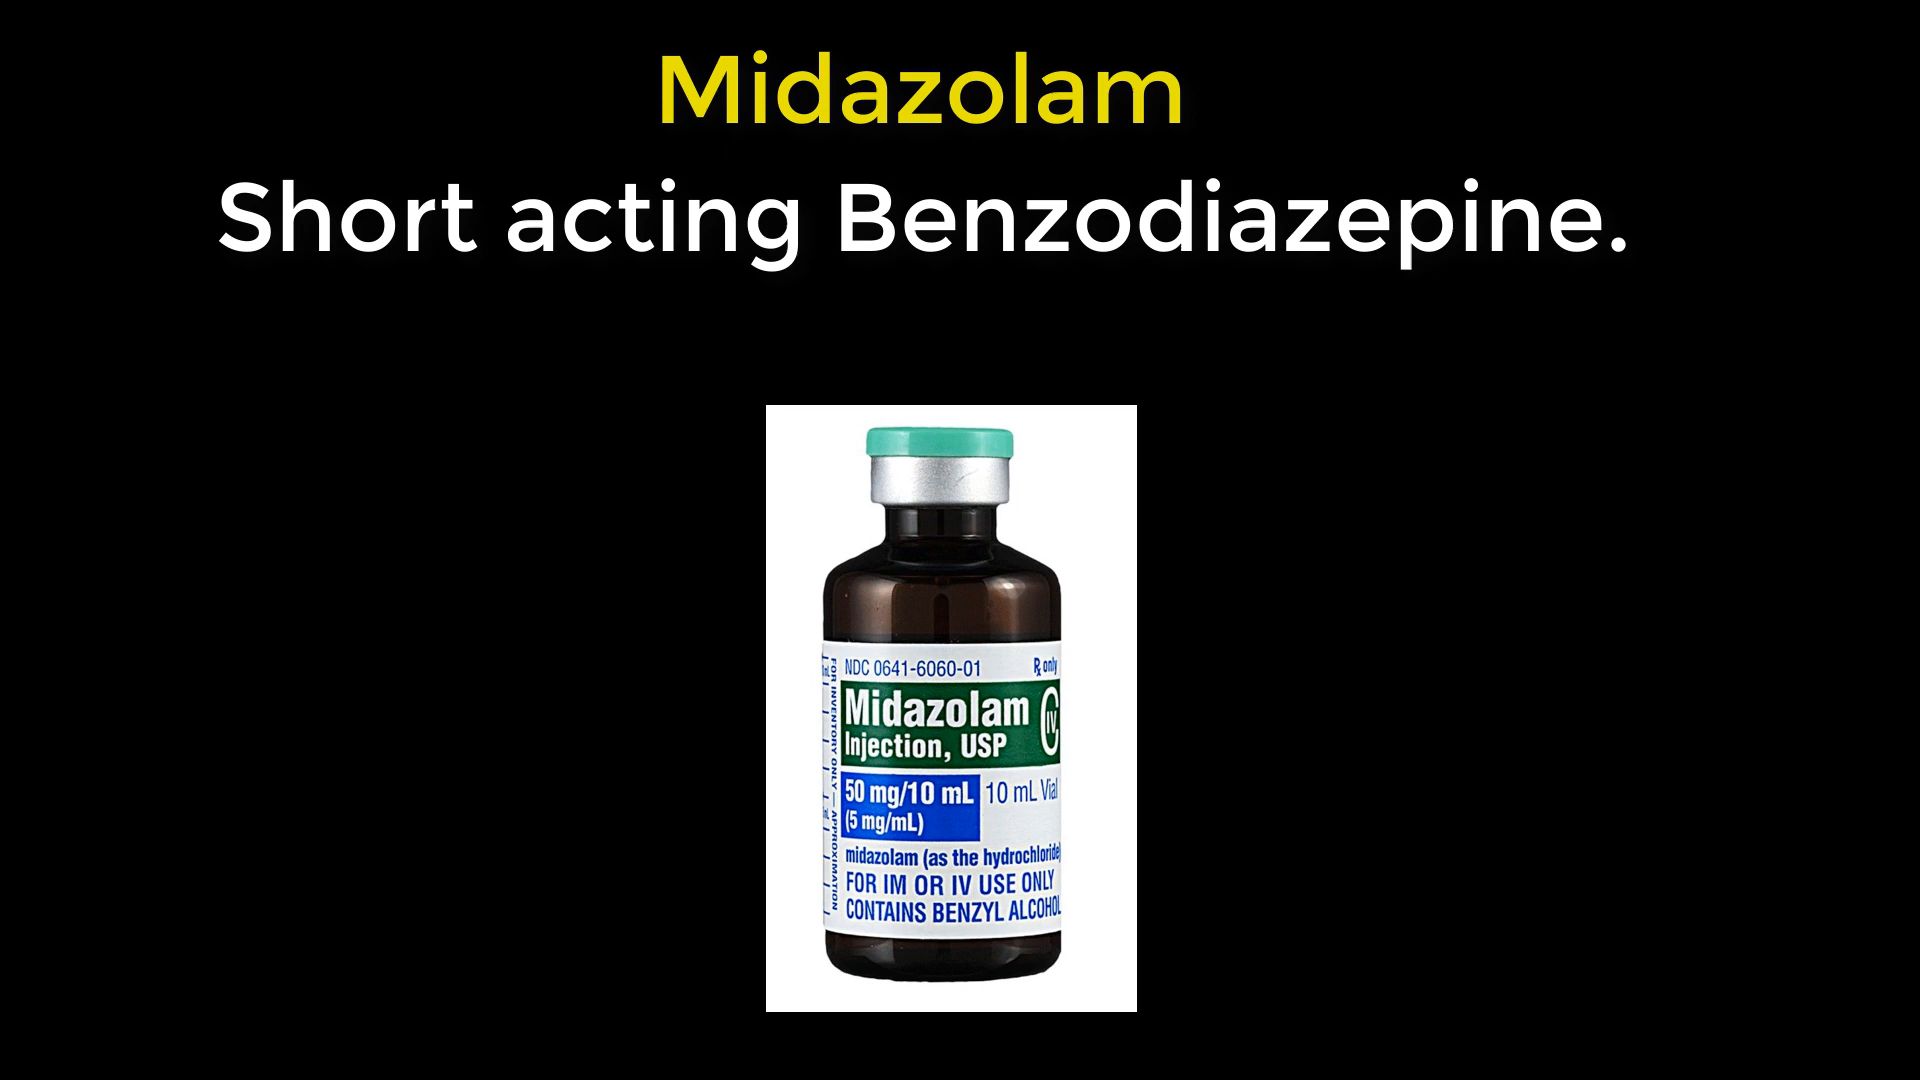 Midazolam
Short acting Benzodiazepine.
NDC 0641-6060-01
℞ only
Midazolam
CIV
Injection, USP
50 mg/10 mL
10 mL Vial
(5 mg/mL)
midazolam (as the hydrochloride)
FOR IM OR IV USE ONLY
CONTAINS BENZYL ALCOHOL
FOR INVENTORY ONLY – APPROXIMATION